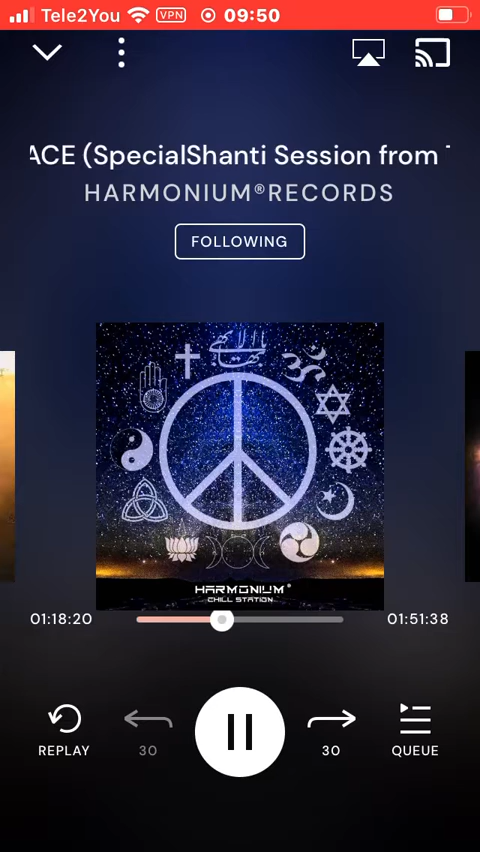 Tele2You VPN 09:50
ACE (SpecialShanti Session from
HARMONIUM®RECORDS
FOLLOWING
HARMONIUM®
CHILL STATION
01:18:20 01:51:38
REPLAY 30 30 QUEUE